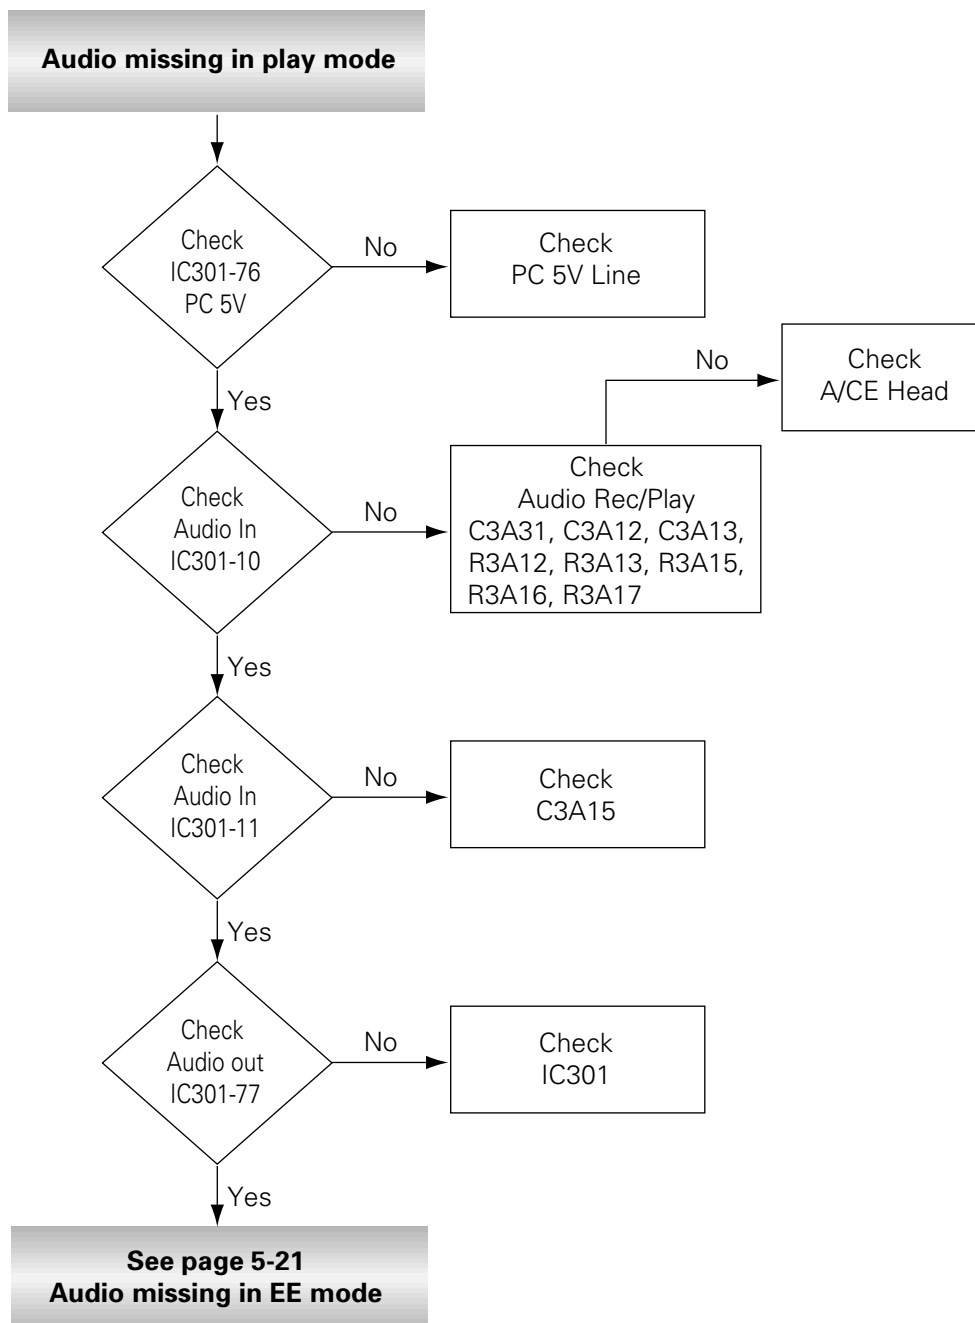 Audio missing in play mode
Check
IC301-76
PC 5V
No
Check
PC 5V Line
Yes
No
Check
A/CE Head
Check
Audio In
IC301-10
No
Check
Audio Rec/Play
C3A31, C3A12, C3A13,
R3A12, R3A13, R3A15,
R3A16, R3A17
Yes
Check
Audio In
IC301-11
No
Check
C3A15
Yes
Check
Audio out
IC301-77
No
Check
IC301
Yes
See page 5-21
Audio missing in EE mode